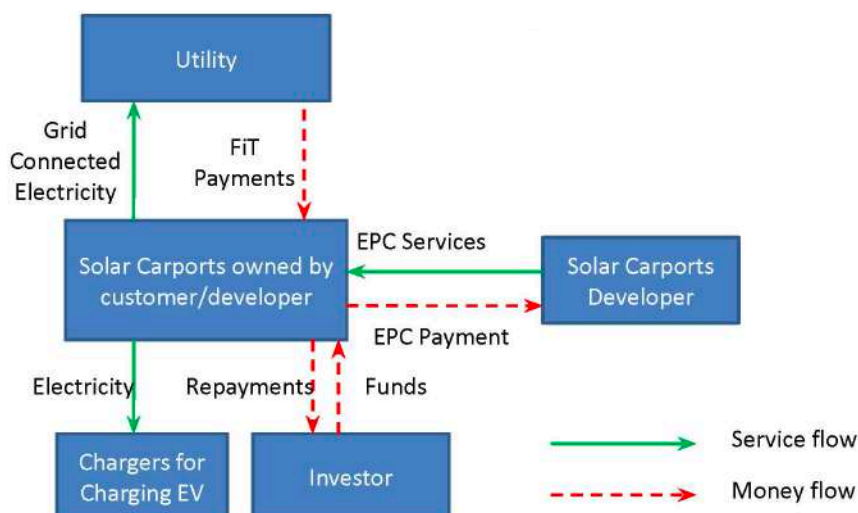 Utility
Grid
Connected
Electricity
FiT
Payments
EPC Services
Solar Carports owned by
customer/developer
Solar Carports
Developer
EPC Payment
Electricity
Repayments
Funds
Chargers for
Charging EV
Investor
Service flow
Money flow